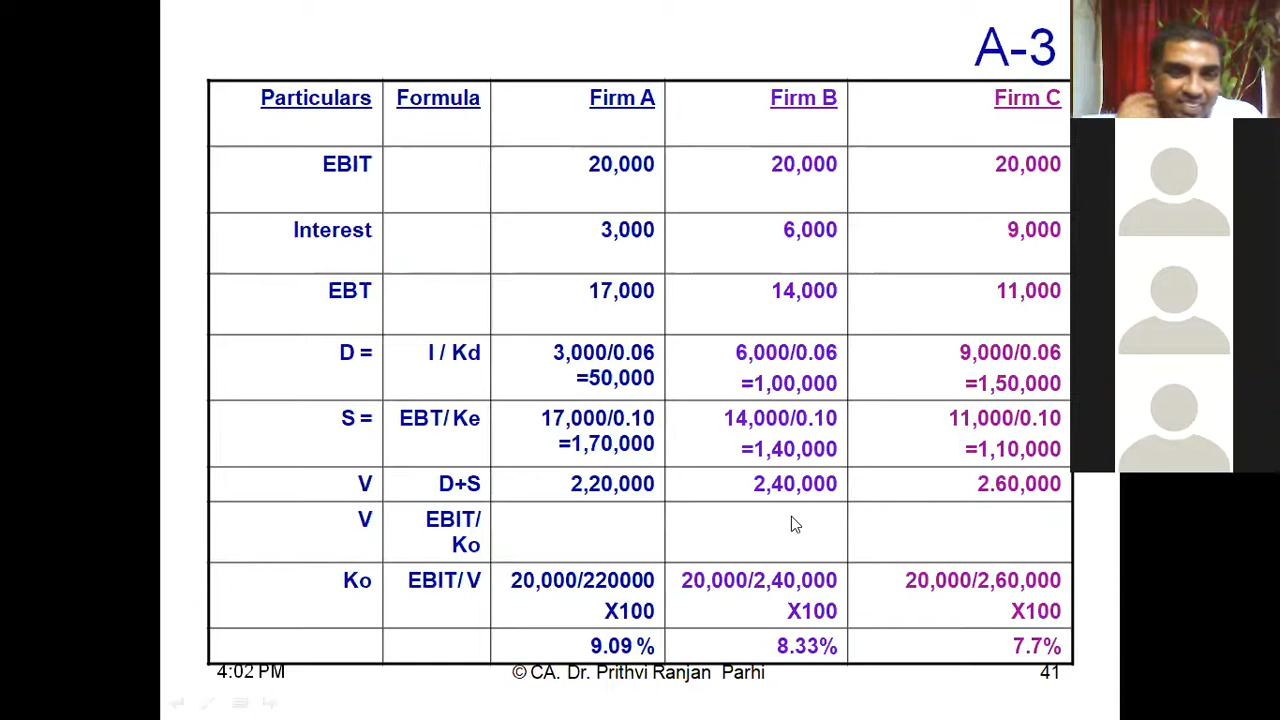 A-3
Particulars Formula Firm A Firm B Firm C
EBIT 20,000 20,000 20,000
Interest 3,000 6,000 9,000
EBT 17,000 14,000 11,000
D = I / Kd 3,000/0.06 6,000/0.06 9,000/0.06
=50,000 =1,00,000 =1,50,000
S = EBT/ Ke 17,000/0.10 14,000/0.10 11,000/0.10
=1,70,000 =1,40,000 =1,10,000
V D+S 2,20,000 2,40,000 2.60,000
V EBIT/
Ko
Ko EBIT/ V 20,000/220000 20,000/2,40,000 20,000/2,60,000
X100 X100 X100
9.09 % 8.33% 7.7%
4:02 PM © CA. Dr. Prithvi Ranjan Parhi 41